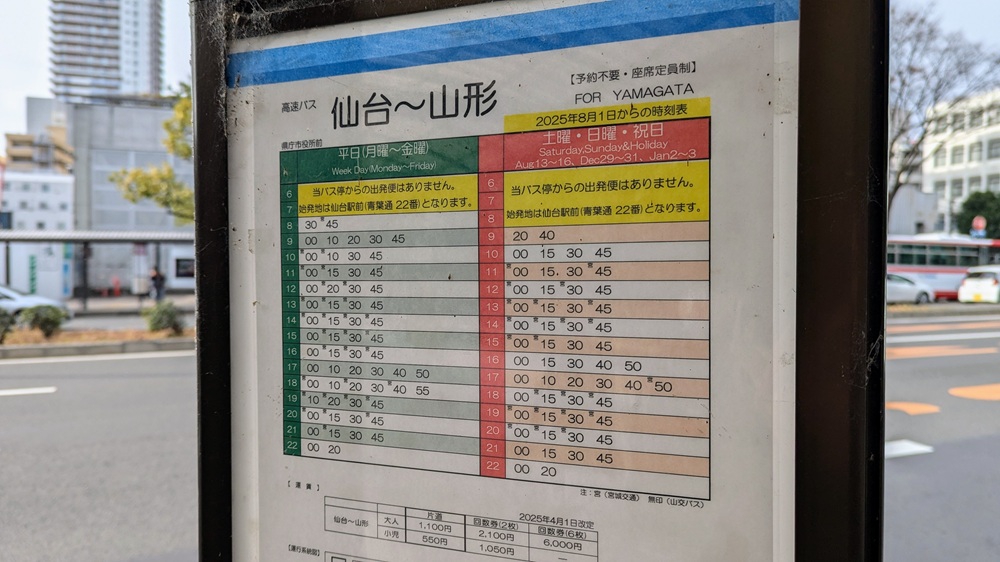 【予約不要・座席定員制】
高速バス 仙台～山形 FOR YAMAGATA
2025年8月1日からの時刻表
県庁市役所前
平日(月曜～金曜)
Week Day(Monday～Friday)
土曜・日曜・祝日
Saturday,Sunday&Holiday
Aug13～16, Dec29～31, Jan2～3
6 当バス停からの出発便はありません。
7 始発地は仙台駅前(青葉通22番)となります。
8 30 45
9 00 10 20 30 45
10 00 10 30 45
11 00 15 30 45
12 00 20 30 45
13 00 15 30 45
14 00 15 30 45
15 00 15 30 45
16 00 15 30 45
17 00 10 20 30 40 50
18 00 10 20 30 40 55
19 10 20 30 45
20 00 15 30 45
21 00 15 30 45
22 00 20
6 当バス停からの出発便はありません。
7
8 始発地は仙台駅前(青葉通22番)となります。
9 20 40
10 00 15 30 45
11 00 15 30 45
12 00 15 30 45
13 00 15 30 45
14 00 15 30 45
15 00 15 30 45
16 00 15 30 40 50
17 00 10 20 30 40 50
18 00 15 30 45
19 00 15 30 45
20 00 15 30 45
21 00 15 30 45
22 00 20
注：宮(宮城交通) 無印(山交バス)
【運賃】
2025年4月1日改定
仙台～山形 片道 回数券(2枚) 回数券(6枚)
大人 1,100円 2,100円 6,000円
小児 550円 1,050円 ―
【運行系統図】